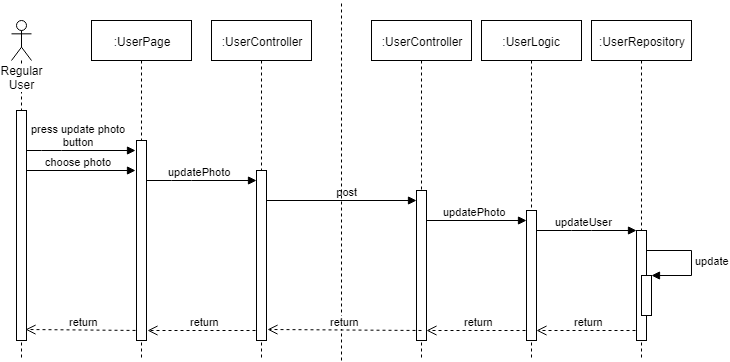 :UserPage
:UserController
:UserController
:UserLogic
:UserRepository
Regular
User
press update photo
button
choose photo
updatePhoto
post
updatePhoto
updateUser
update
return
return
return
return
return